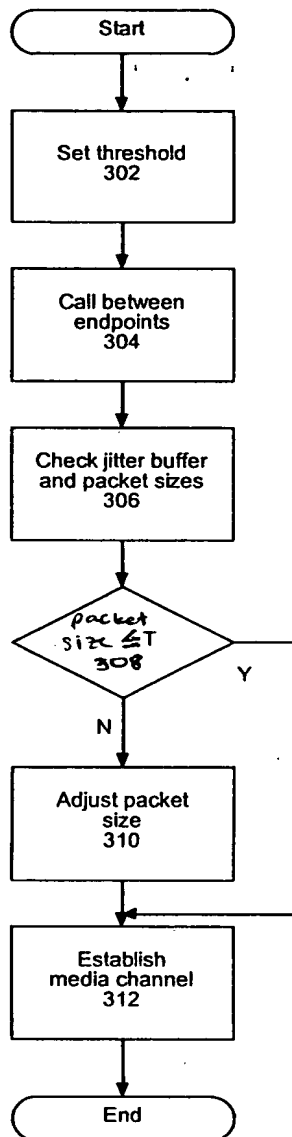 Start
Set threshold
302
Call between
endpoints
304
Check jitter buffer
and packet sizes
306
packet
size ≤T
308
Y
N
Adjust packet
size
310
Establish
media channel
312
End